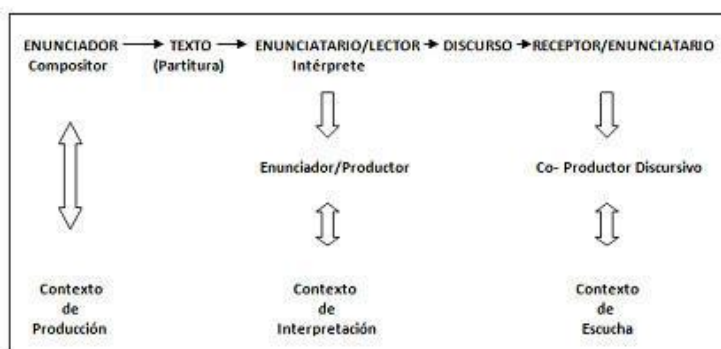 ENUNCIADOR TEXTO ENUNCIATARIO/LECTOR DISCURSO RECEPTOR/ENUNCIATARIO
Compositor (Partitura) Intérprete
Enunciador/Productor Co- Productor Discursivo
Contexto Contexto Contexto
de de de
Producción Interpretación Escucha